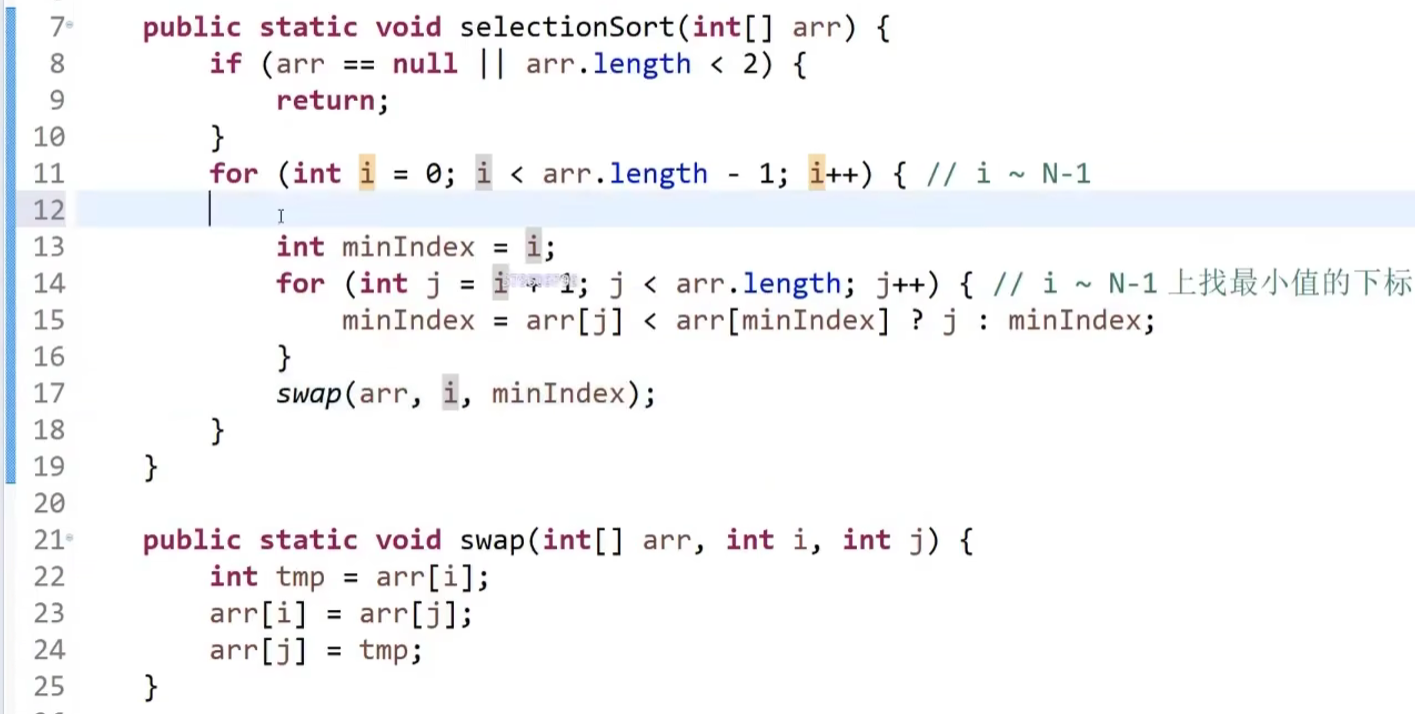 7 public static void selectionSort(int[] arr) {
8 if (arr == null || arr.length < 2) {
9 return;
10 }
11 for (int i = 0; i < arr.length - 1; i++) { // i ~ N-1
12
13 int minIndex = i;
14 for (int j = i + 1; j < arr.length; j++) { // i ~ N-1 上找最小值的下标
15 minIndex = arr[j] < arr[minIndex] ? j : minIndex;
16 }
17 swap(arr, i, minIndex);
18 }
19 }
20
21 public static void swap(int[] arr, int i, int j) {
22 int tmp = arr[i];
23 arr[i] = arr[j];
24 arr[j] = tmp;
25 }